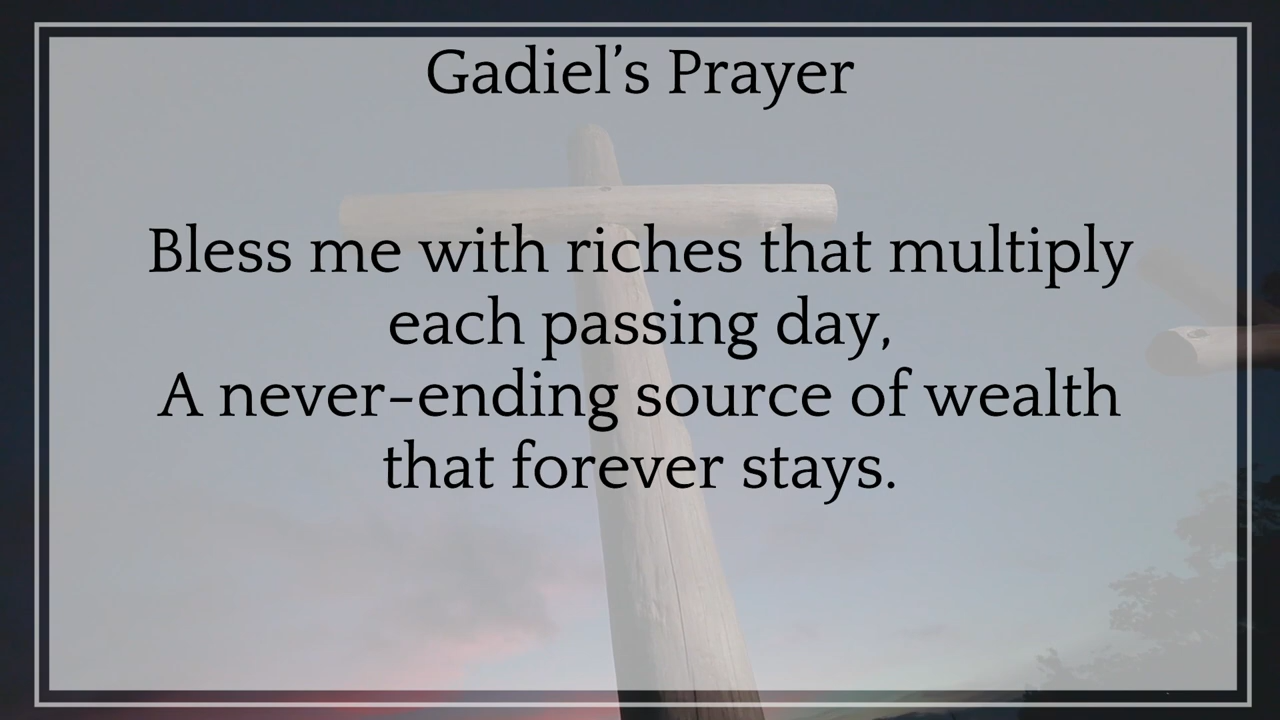 Gadiel’s Prayer
Bless me with riches that multiply
each passing day,
A never-ending source of wealth
that forever stays.